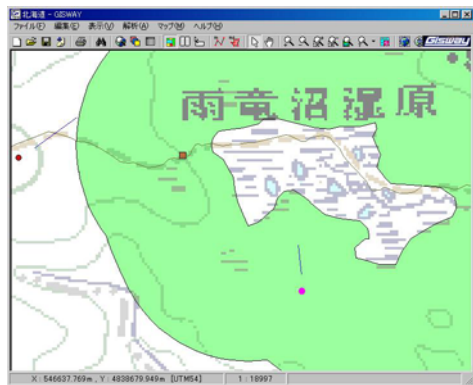 北海道 - GISWAY
ファイル(F) 編集(E) 表示(V) 解析(A) マップ(M) ヘルプ(H)
Gisway
雨竜沼湿原
X : 546637.769m , Y : 4838679.949m [UTM54] 1 : 18997